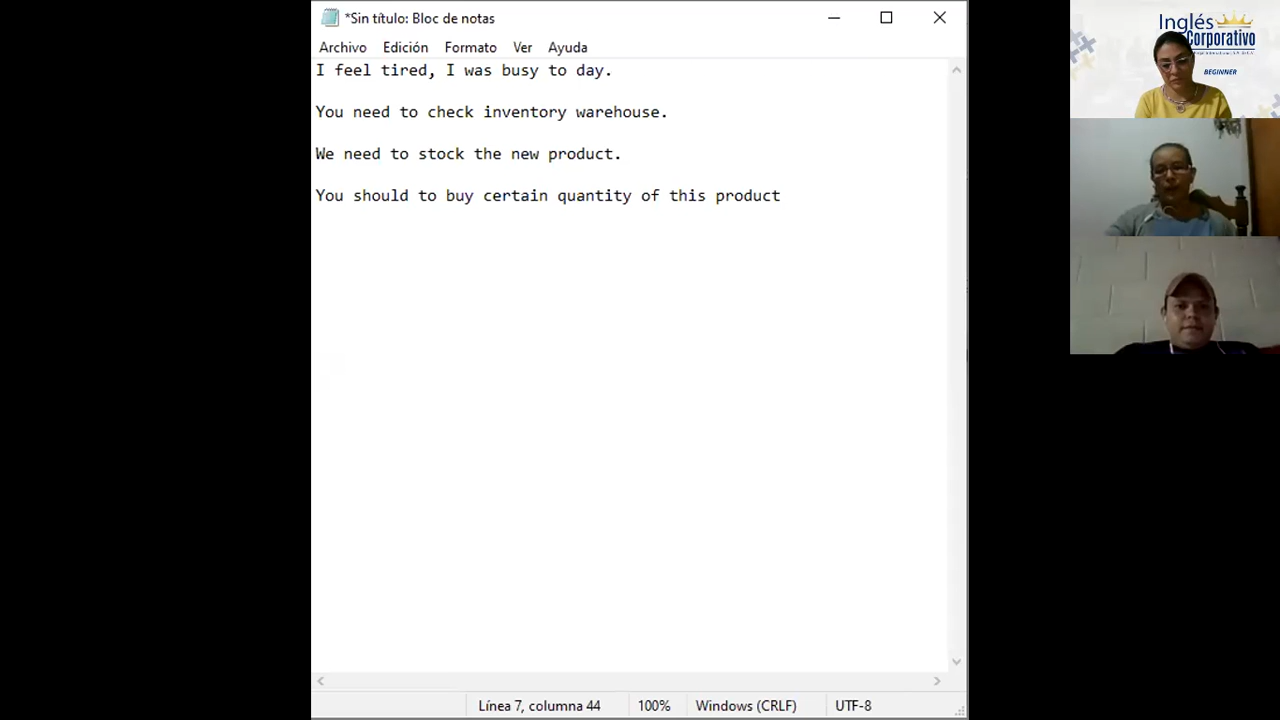 *Sin título: Bloc de notas
Archivo Edición Formato Ver Ayuda
I feel tired, I was busy to day.
You need to check inventory warehouse.
We need to stock the new product.
You should to buy certain quantity of this product
Línea 7, columna 44 100% Windows (CRLF) UTF-8
Inglés
Corporativo
BEGINNER